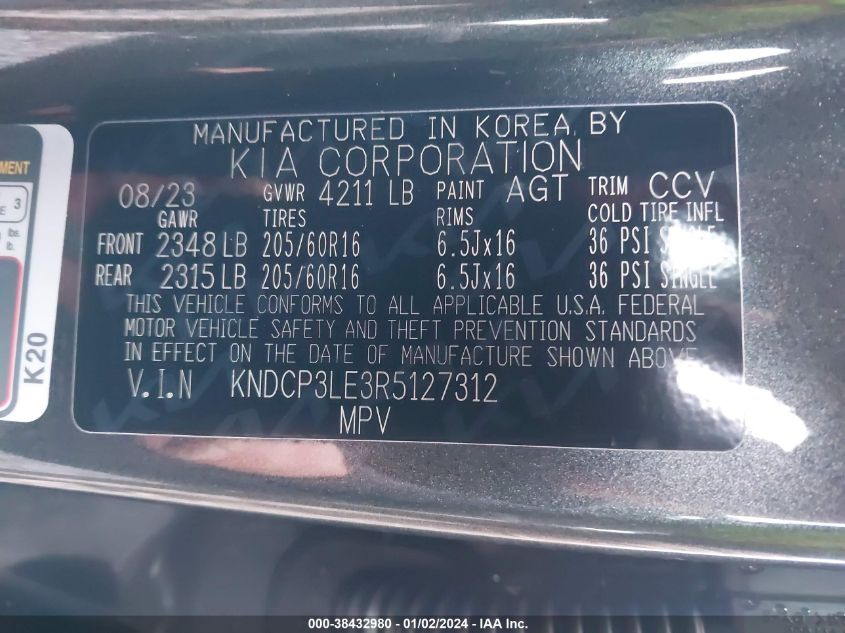 MANUFACTURED IN KOREA BY
KIA CORPORATION
08/23 GVWR 4211 LB PAINT AGT TRIM CCV
GAWR TIRES RIMS COLD TIRE INFL
FRONT 2348 LB 205/60R16 6.5Jx16 36 PSI SINGLE
REAR 2315 LB 205/60R16 6.5Jx16 36 PSI SINGLE
THIS VEHICLE CONFORMS TO ALL APPLICABLE U.S.A. FEDERAL
MOTOR VEHICLE SAFETY AND THEFT PREVENTION STANDARDS
IN EFFECT ON THE DATE OF MANUFACTURE SHOWN ABOVE
V.I.N KNDCP3LE3R5127312
MPV
3
lbs.
lb.
K20
000-38432980 - 01/02/2024 - IAA Inc.